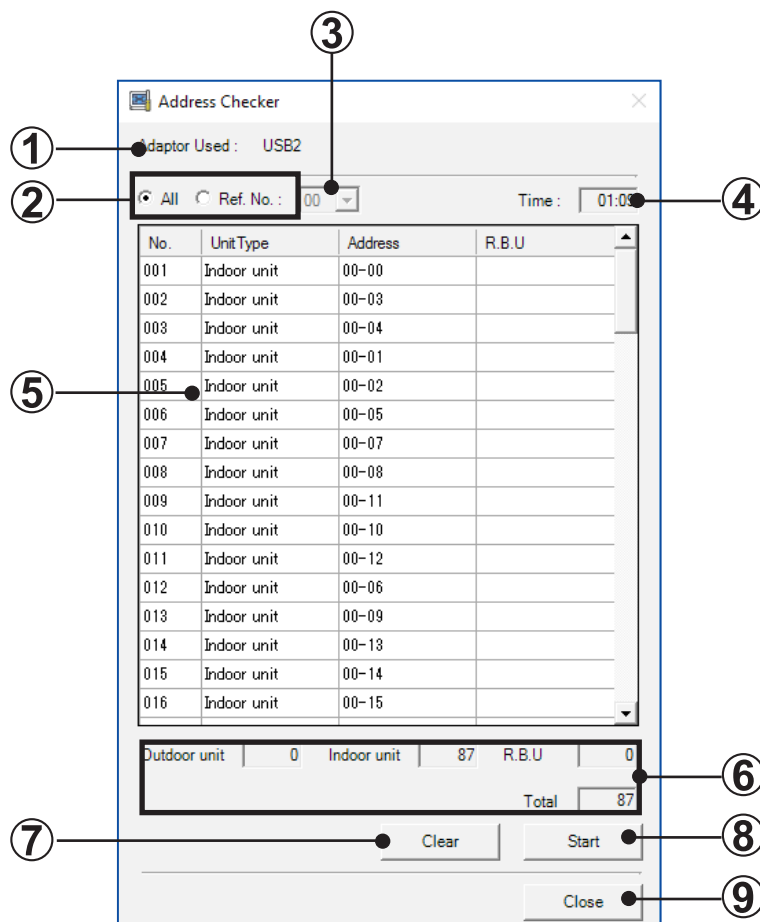 3
Address Checker
1
Adaptor Used : USB2
2
All Ref. No. : 00 Time : 01:09
4
No. Unit Type Address R.B.U
001 Indoor unit 00-00
002 Indoor unit 00-03
003 Indoor unit 00-04
004 Indoor unit 00-01
5
005 Indoor unit 00-02
006 Indoor unit 00-05
007 Indoor unit 00-07
008 Indoor unit 00-08
009 Indoor unit 00-11
010 Indoor unit 00-10
011 Indoor unit 00-12
012 Indoor unit 00-06
013 Indoor unit 00-09
014 Indoor unit 00-13
015 Indoor unit 00-14
016 Indoor unit 00-15
Outdoor unit 0 Indoor unit 87 R.B.U 0
6
Total 87
7
Clear Start
8
Close
9